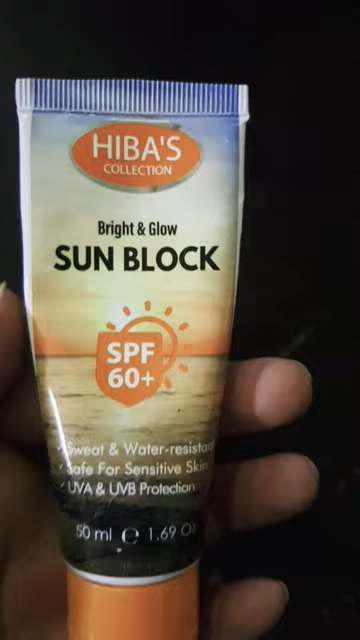 HIBA'S
COLLECTION
Bright & Glow
SUN BLOCK
SPF
60+
✓ Sweat & Water-resistant
✓ Safe For Sensitive Skin
✓ UVA & UVB Protection
50 ml ℮ 1.69 Oz